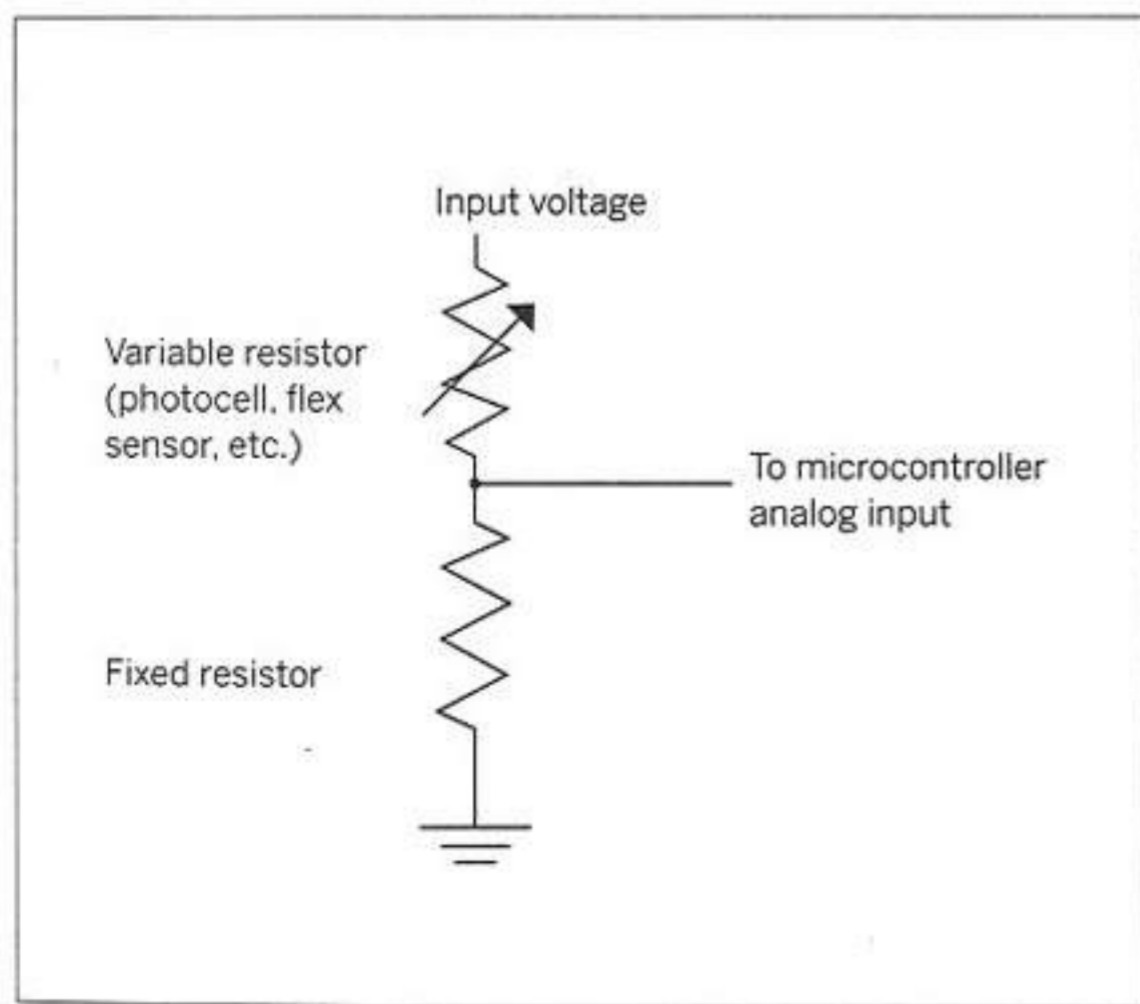 Input voltage
Variable resistor
(photocell, flex
sensor, etc.)
To microcontroller
analog input
Fixed resistor